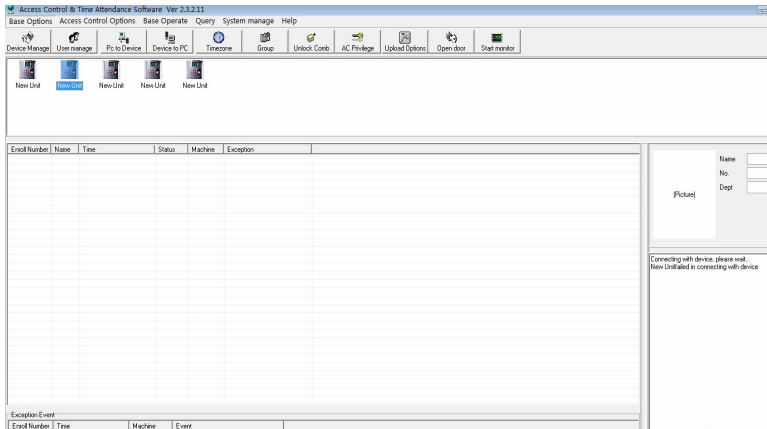 Access Control & Time Attendance Software Ver 2.3.2.11
Base Options Access Control Options Base Operate Query System manage Help
Device Manage User manage Pc to Device Device to PC Timezone Group Unlock Comb AC Privilege Upload Options Open door Start monitor
New Unit New Unit New Unit New Unit New Unit
Enroll Number Name Time Status Machine Exception
Name
No.
Dept
(Picture)
Connecting with device, please wait...
New Unitfailed in connecting with device
Exception Event
Enroll Number Time Machine Event